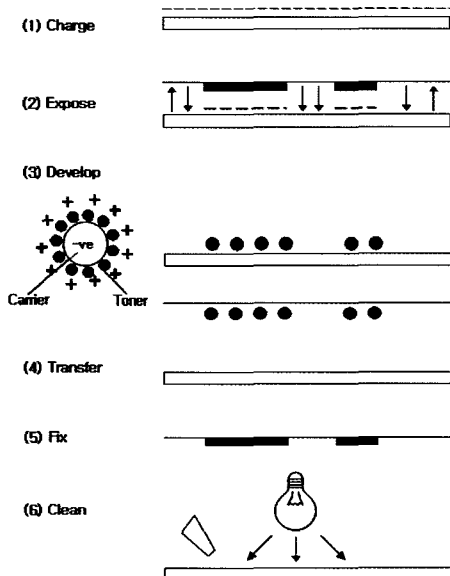 (1) Charge
(2) Expose
(3) Develop
+ + + + + + + + + + + +
-ve
Carrier Toner
(4) Transfer
(5) Fix
(6) Clean